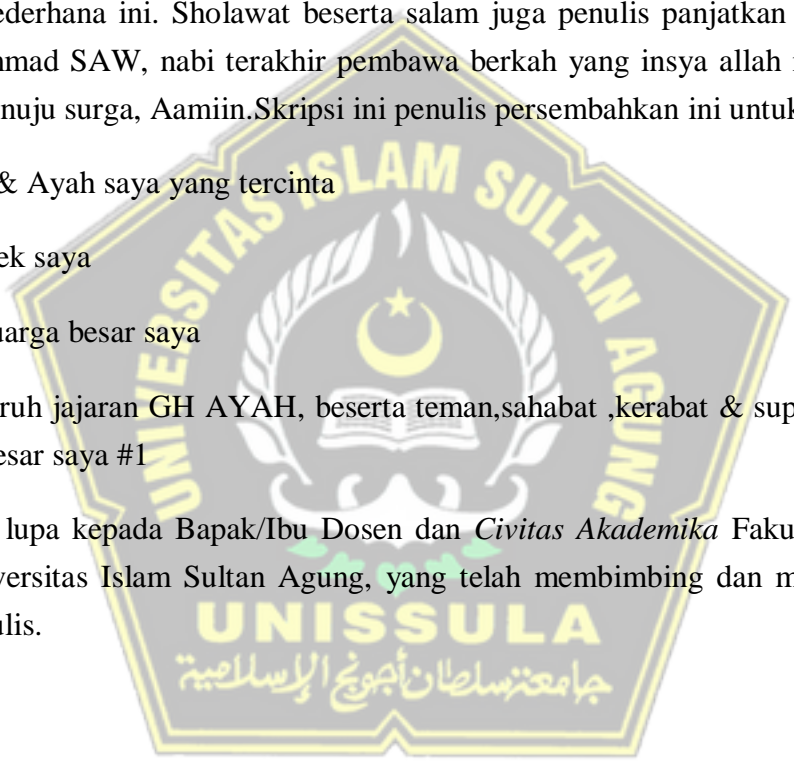 ederhana ini. Sholawat beserta salam juga penulis panjatkan
mad SAW, nabi terakhir pembawa berkah yang insya allah
nuju surga, Aamiin.Skripsi ini penulis persembahkan ini untuk
& Ayah saya yang tercinta
ek saya
uarga besar saya
ruh jajaran GH AYAH, beserta teman,sahabat ,kerabat & sup
esar saya #1
lupa kepada Bapak/Ibu Dosen dan Civitas Akademika Faku
versitas Islam Sultan Agung, yang telah membimbing dan m
ulis.
UNIVERSITAS ISLAM SULTAN AGUNG
UNISSULA
جامعتنسلطان أجونج الإسلامية